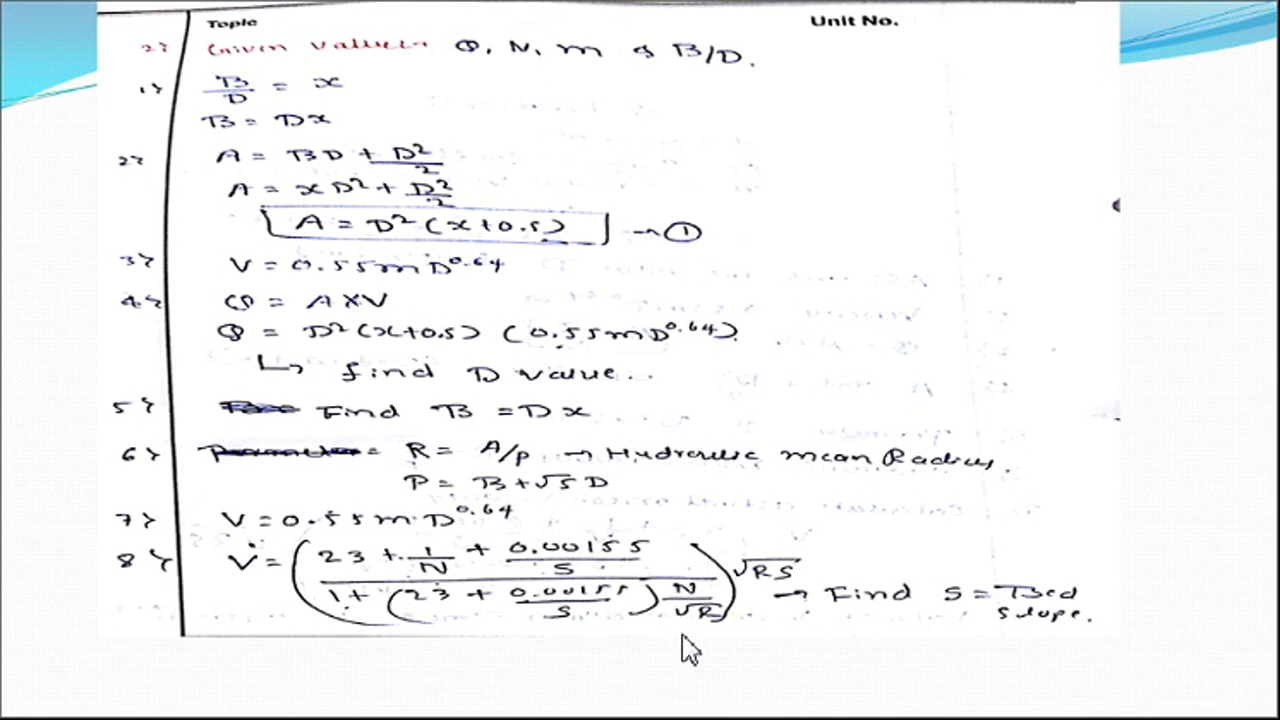 Topic Unit No.
2} Given values Q, N, m & B/D.
1} B/D = x
B = Dx
2} A = BD + D²/2
A = xD² + D²/2
A = D² (x+0.5) → ①
3} V = 0.55 m D^0.64
4} Q = A x V
Q = D² (x+0.5) (0.55 m D^0.64)
↳ find D value..
5} Find B = Dx
6} = R = A/p → Hydraulic mean Radius.
P = B + √5 D
7} V = 0.55 m. D^0.64
8} V = ( (23 + 1/N + 0.00155/S) / (1 + (23 + 0.00155/S) N/√R) ) √RS → Find S = Bed
slope.